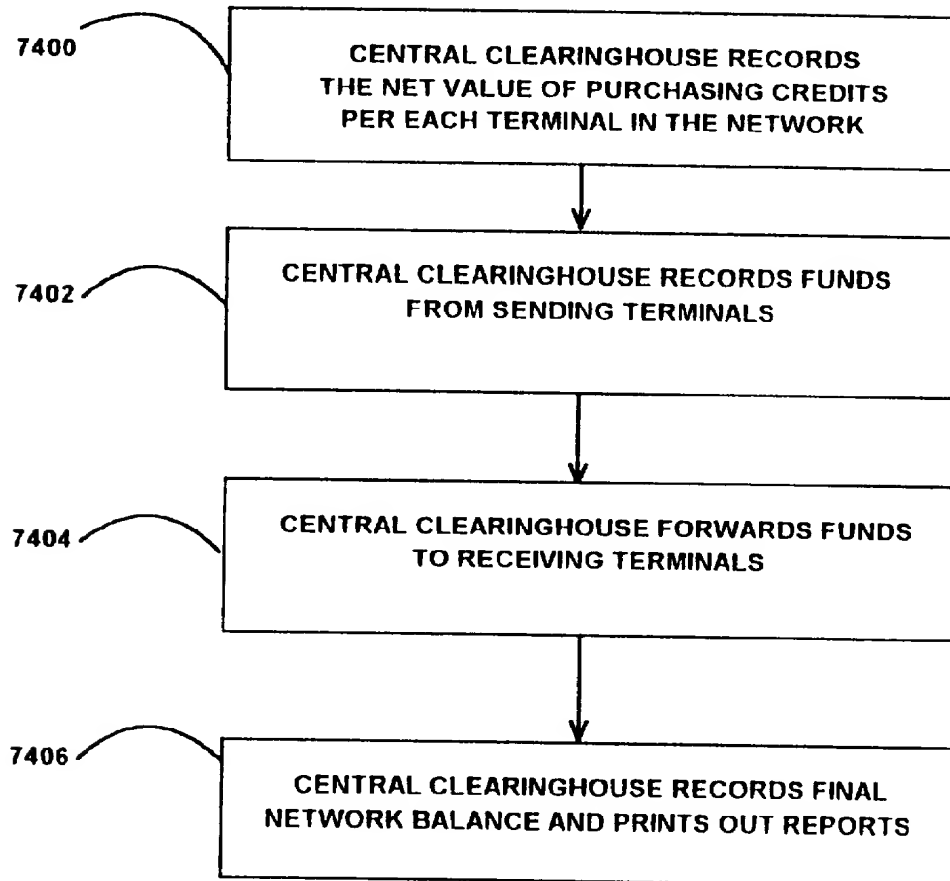 7400
CENTRAL CLEARINGHOUSE RECORDS
THE NET VALUE OF PURCHASING CREDITS
PER EACH TERMINAL IN THE NETWORK
7402
CENTRAL CLEARINGHOUSE RECORDS FUNDS
FROM SENDING TERMINALS
7404
CENTRAL CLEARINGHOUSE FORWARDS FUNDS
TO RECEIVING TERMINALS
7406
CENTRAL CLEARINGHOUSE RECORDS FINAL
NETWORK BALANCE AND PRINTS OUT REPORTS